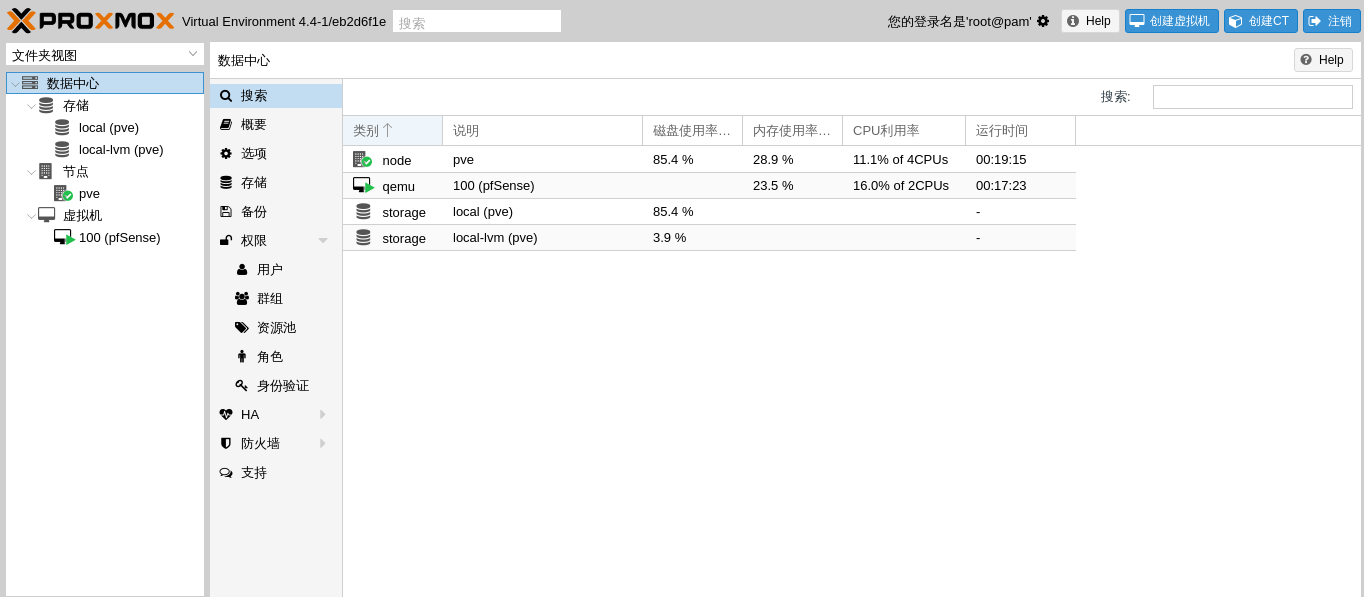 PROXMOX Virtual Environment 4.4-1/eb2d6f1e 搜索 您的登录名是'root@pam' Help 创建虚拟机 创建CT 注销
文件夹视图
数据中心
存储
local (pve)
local-lvm (pve)
节点
pve
虚拟机
100 (pfSense)
数据中心 Help
搜索
概要
选项
存储
备份
权限
用户
群组
资源池
角色
身份验证
HA
防火墙
支持
搜索:
类别 说明 磁盘使用率... 内存使用率... CPU利用率 运行时间
node pve 85.4 % 28.9 % 11.1% of 4CPUs 00:19:15
qemu 100 (pfSense) 23.5 % 16.0% of 2CPUs 00:17:23
storage local (pve) 85.4 % -
storage local-lvm (pve) 3.9 % -